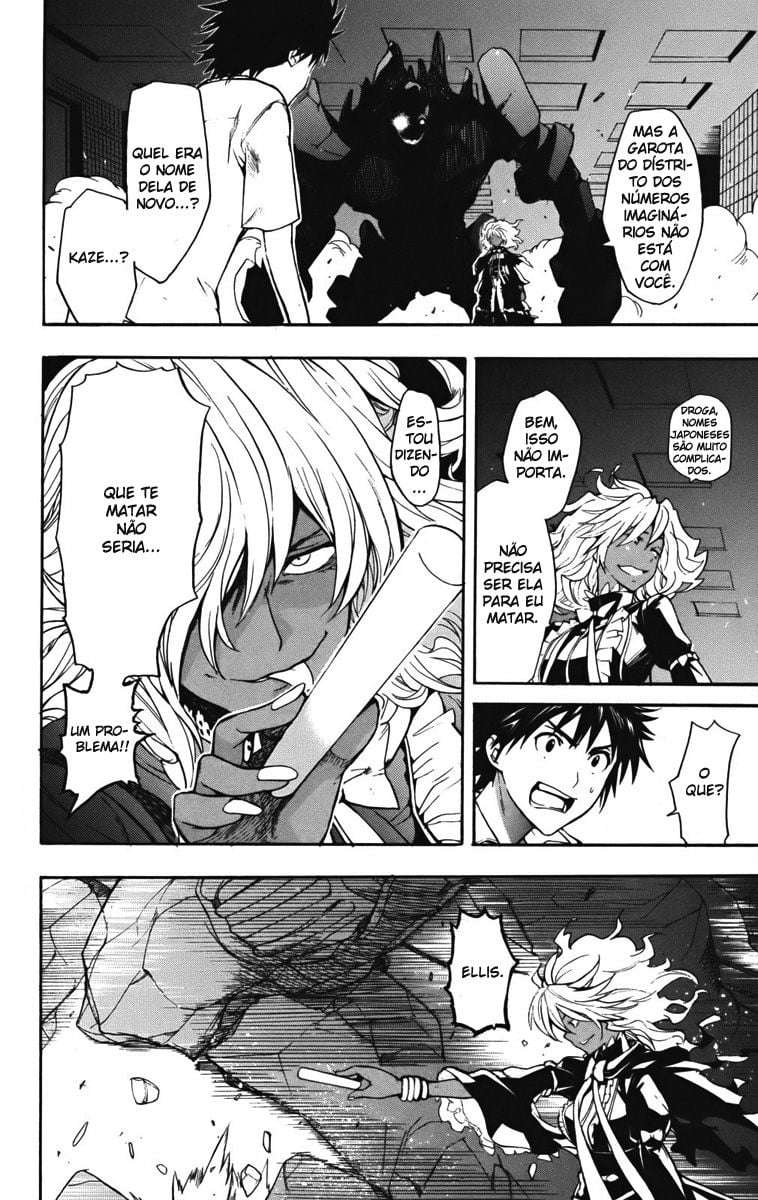 MAS A
GAROTA
DO DÍSTRI-
TO DOS
NÚMEROS
IMAGINÁ-
RIOS NÃO
ESTÁ
COM
VOCÊ.
QUEL ERA
O NOME
DELA DE
NOVO...?
KAZE...?
DROGA,
NOMES
JAPONESES
SÃO MUITO
COMPLICA-
DOS.
BEM,
ISSO
NÃO IM-
PORTA.
NÃO
PRECISA
SER ELA
PARA EU
MATAR.
O
QUE?
ES-
TOU
DIZEN-
DO
...
QUE TE
MATAR
NÃO
SERIA...
UM PRO-
BLEMA!!
ELLIS.